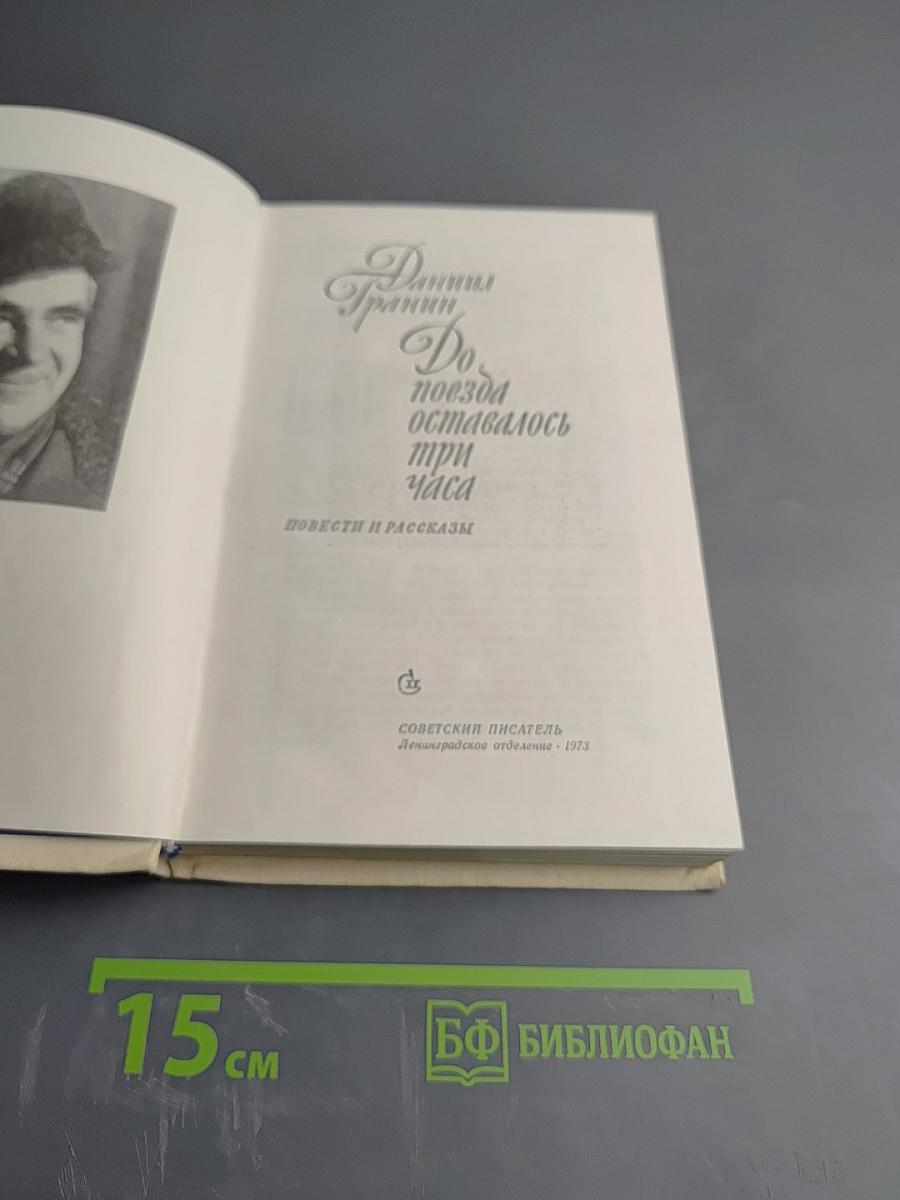 Даниил
Гранин
До
поезда
оставалось
три
часа
ПОВЕСТИ И РАССКАЗЫ
СОВЕТСКИЙ ПИСАТЕЛЬ
Ленинградское отделение · 1973
15 см
БФ БИБЛИОФАН